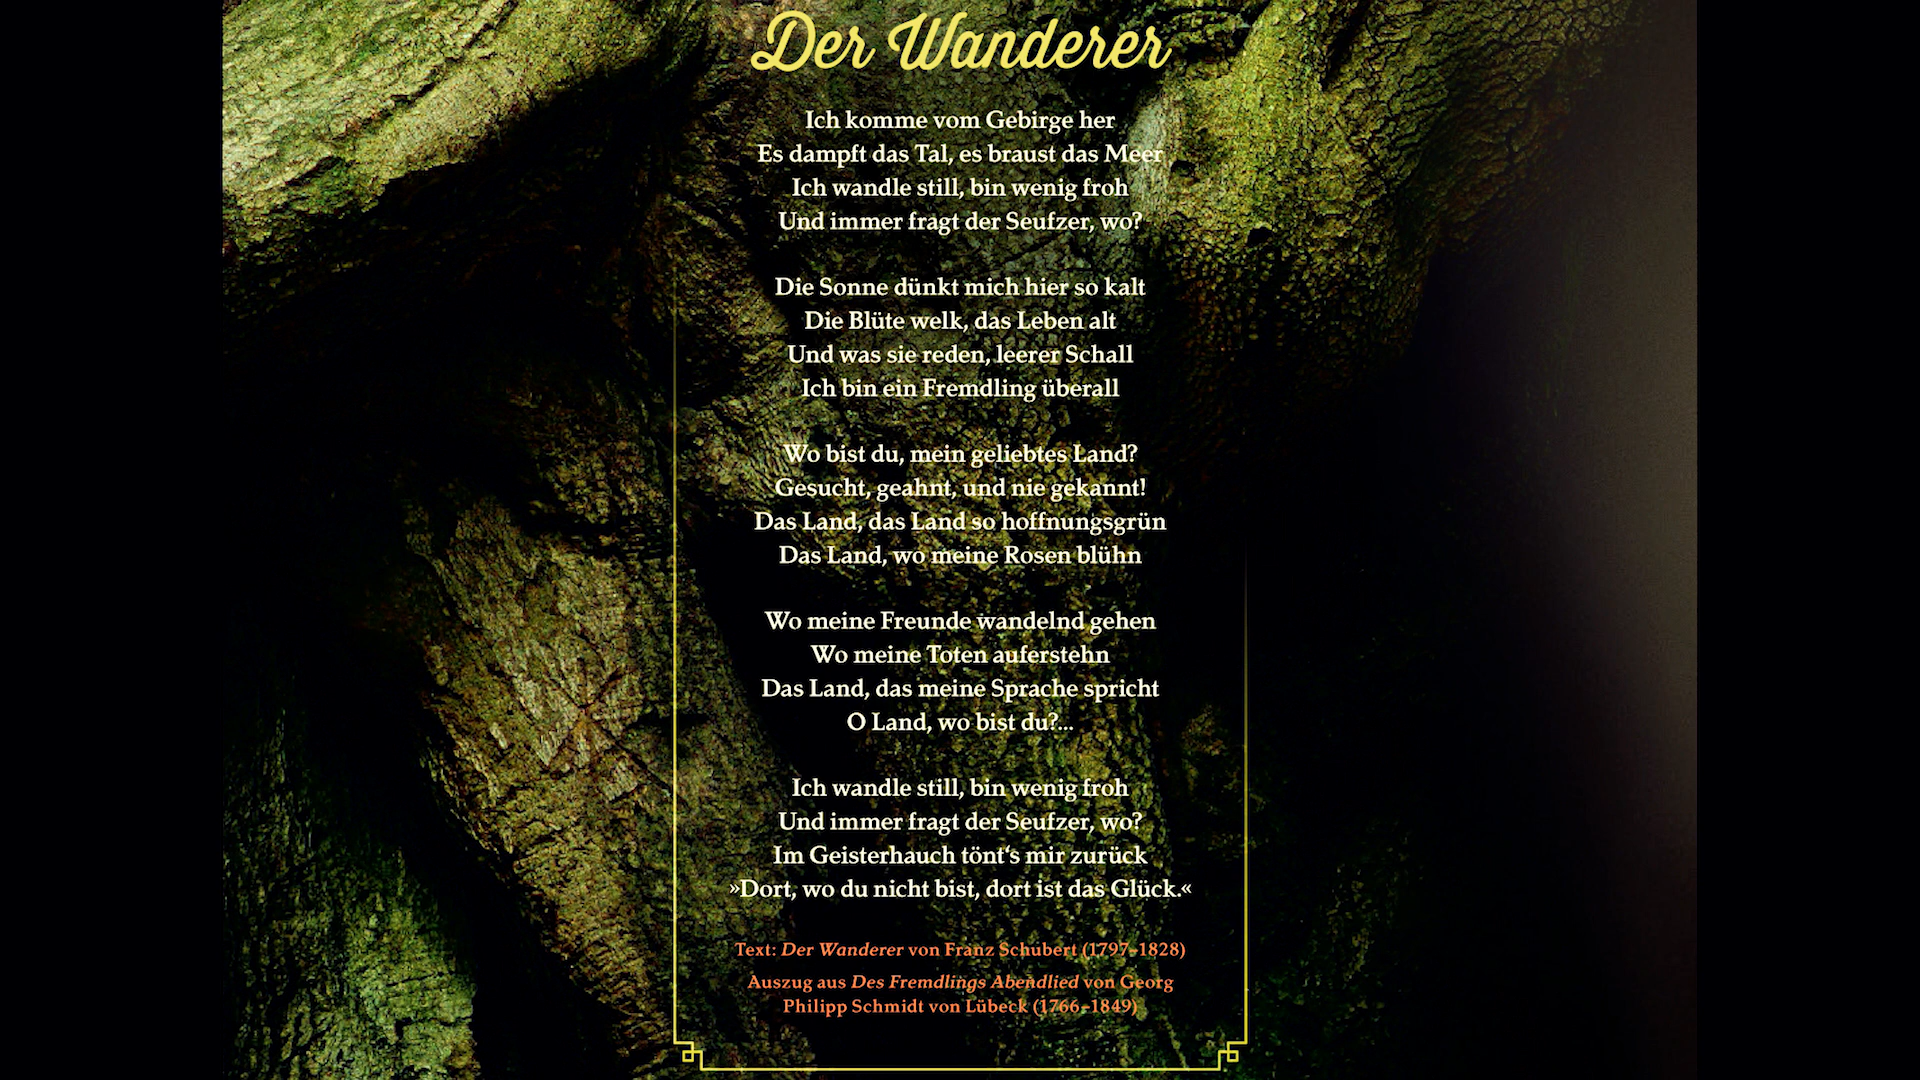 Der Wanderer
Ich komme vom Gebirge her
Es dampft das Tal, es braust das Meer
Ich wandle still, bin wenig froh
Und immer fragt der Seufzer, wo?
Die Sonne dünkt mich hier so kalt
Die Blüte welk, das Leben alt
Und was sie reden, leerer Schall
Ich bin ein Fremdling überall
Wo bist du, mein geliebtes Land?
Gesucht, geahnt, und nie gekannt!
Das Land, das Land so hoffnungsgrün
Das Land, wo meine Rosen blühn
Wo meine Freunde wandelnd gehen
Wo meine Toten auferstehn
Das Land, das meine Sprache spricht
O Land, wo bist du?...
Ich wandle still, bin wenig froh
Und immer fragt der Seufzer, wo?
Im Geisterhauch tönt‘s mir zurück
»Dort, wo du nicht bist, dort ist das Glück.«
Text: Der Wanderer von Franz Schubert (1797–1828)
Auszug aus Des Fremdlings Abendlied von Georg
Philipp Schmidt von Lübeck (1766–1849)